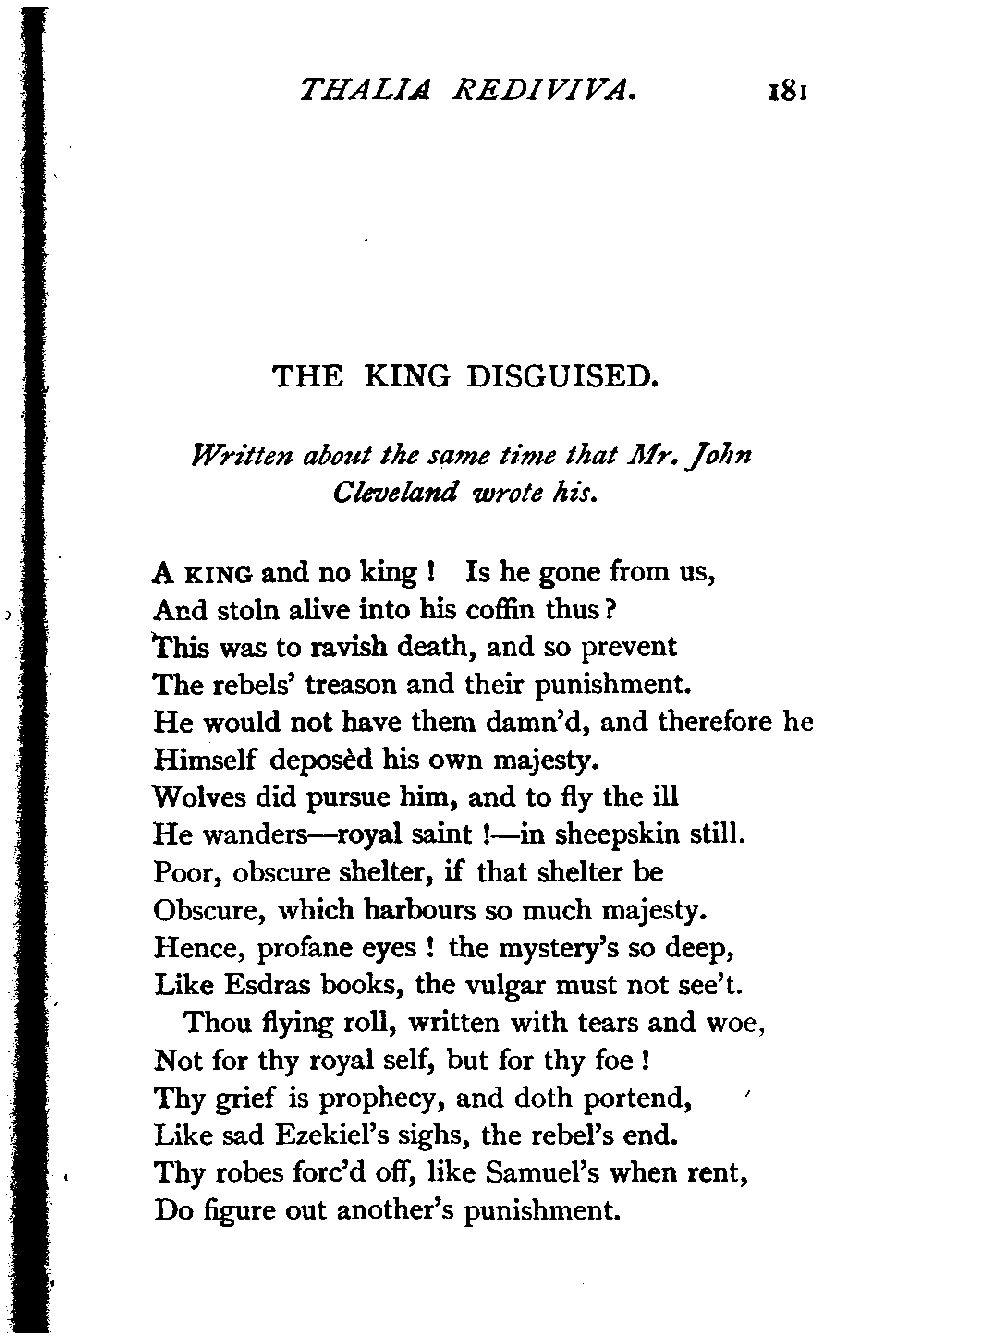 THALIA REDIVIVA. 181
THE KING DISGUISED.
Written about the same time that Mr. John
Cleveland wrote his.
A KING and no king ! Is he gone from us,
And stoln alive into his coffin thus ?
This was to ravish death, and so prevent
The rebels’ treason and their punishment.
He would not have them damn’d, and therefore he
Himself deposèd his own majesty.
Wolves did pursue him, and to fly the ill
He wanders—royal saint !—in sheepskin still.
Poor, obscure shelter, if that shelter be
Obscure, which harbours so much majesty.
Hence, profane eyes ! the mystery’s so deep,
Like Esdras books, the vulgar must not see’t.
Thou flying roll, written with tears and woe,
Not for thy royal self, but for thy foe !
Thy grief is prophecy, and doth portend,
Like sad Ezekiel’s sighs, the rebel’s end.
Thy robes forc’d off, like Samuel’s when rent,
Do figure out another’s punishment.